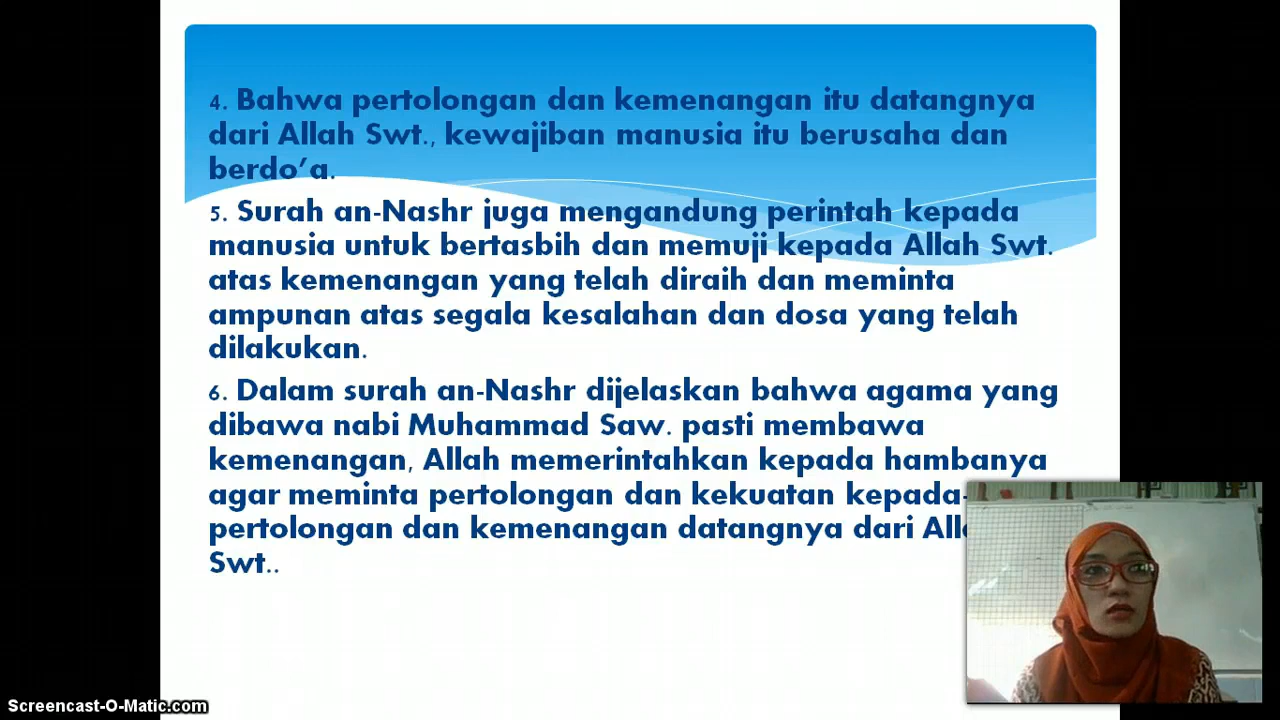 4. Bahwa pertolongan dan kemenangan itu datangnya
dari Allah Swt., kewajiban manusia itu berusaha dan
berdo’a.
5. Surah an-Nashr juga mengandung perintah kepada
manusia untuk bertasbih dan memuji kepada Allah Swt.
atas kemenangan yang telah diraih dan meminta
ampunan atas segala kesalahan dan dosa yang telah
dilakukan.
6. Dalam surah an-Nashr dijelaskan bahwa agama yang
dibawa nabi Muhammad Saw. pasti membawa
kemenangan, Allah memerintahkan kepada hambanya
agar meminta pertolongan dan kekuatan kepada-
pertolongan dan kemenangan datangnya dari
Swt..
Screencast-O-Matic.com